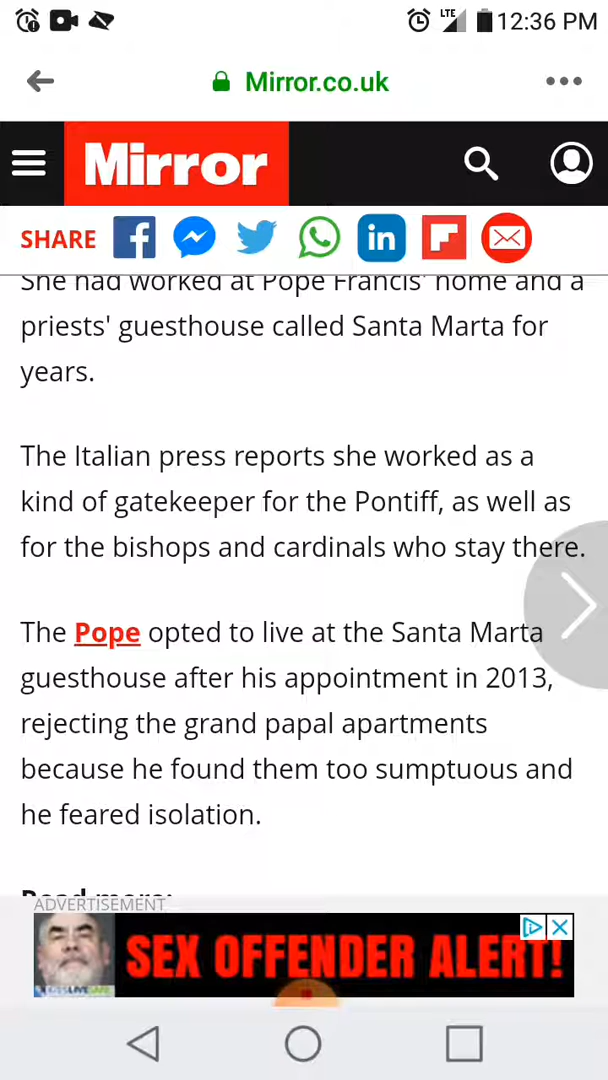 LTE 12:36 PM
Mirror.co.uk
Mirror
SHARE
She had worked at Pope Francis' home and a
priests' guesthouse called Santa Marta for
years.
The Italian press reports she worked as a
kind of gatekeeper for the Pontiff, as well as
for the bishops and cardinals who stay there.
The Pope opted to live at the Santa Marta
guesthouse after his appointment in 2013,
rejecting the grand papal apartments
because he found them too sumptuous and
he feared isolation.
Read more:
ADVERTISEMENT
SEX OFFENDER ALERT!